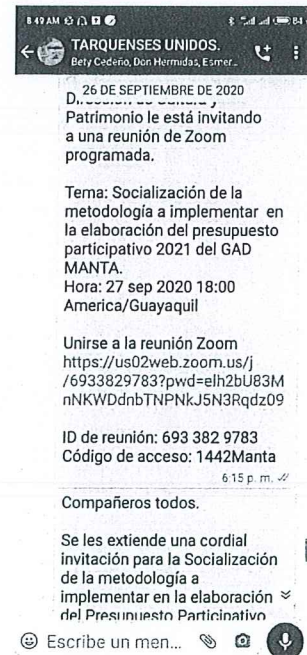 8:49 AM
84
TARQUENSES UNIDOS.
Bety Cedeño, Don Hermidas, Esmer...
26 DE SEPTIEMBRE DE 2020
Dirección de Cultura y
Patrimonio le está invitando
a una reunión de Zoom
programada.
Tema: Socialización de la
metodología a implementar en
la elaboración del presupuesto
participativo 2021 del GAD
MANTA.
Hora: 27 sep 2020 18:00
America/Guayaquil
Unirse a la reunión Zoom
https://us02web.zoom.us/j
/6933829783?pwd=elh2bU83M
nNKWDdnbTNPNkJ5N3Rqdz09
ID de reunión: 693 382 9783
Código de acceso: 1442Manta
6:15 p. m.
Compañeros todos.
Se les extiende una cordial
invitación para la Socialización
de la metodología a
implementar en la elaboración
del Presupuesto Participativo
Escribe un men...